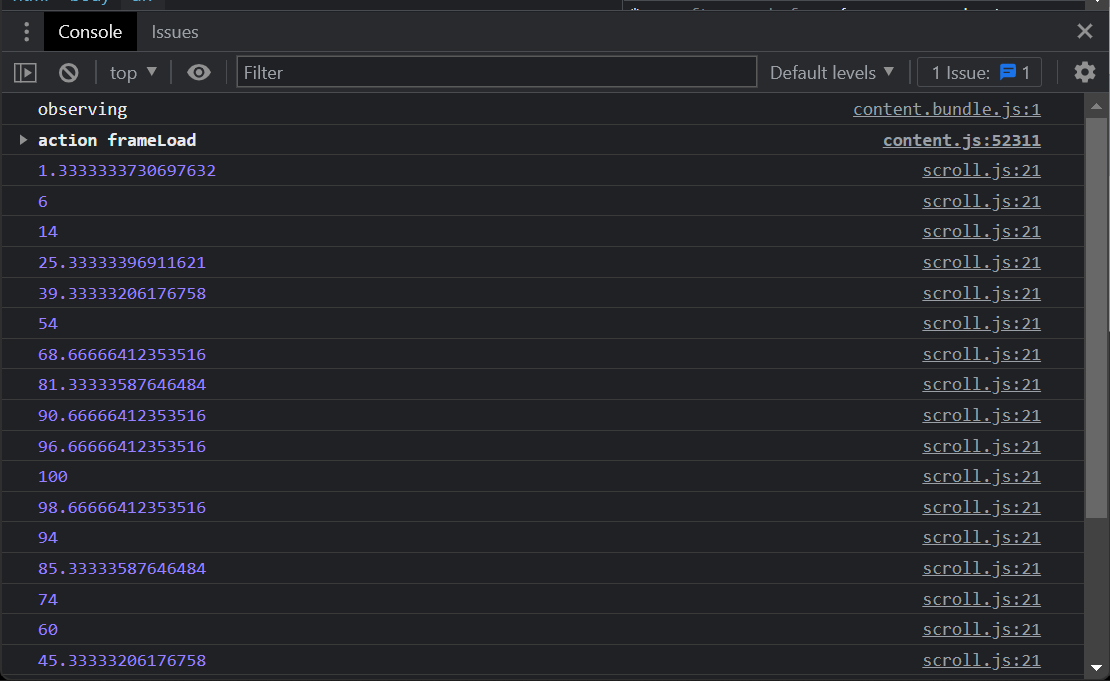 Console Issues
top Filter Default levels 1 Issue: 1
observing content.bundle.js:1
action frameLoad content.js:52311
1.3333333730697632 scroll.js:21
6 scroll.js:21
14 scroll.js:21
25.33333396911621 scroll.js:21
39.33333206176758 scroll.js:21
54 scroll.js:21
68.66666412353516 scroll.js:21
81.33333587646484 scroll.js:21
90.66666412353516 scroll.js:21
96.66666412353516 scroll.js:21
100 scroll.js:21
98.66666412353516 scroll.js:21
94 scroll.js:21
85.33333587646484 scroll.js:21
74 scroll.js:21
60 scroll.js:21
45.33333206176758 scroll.js:21